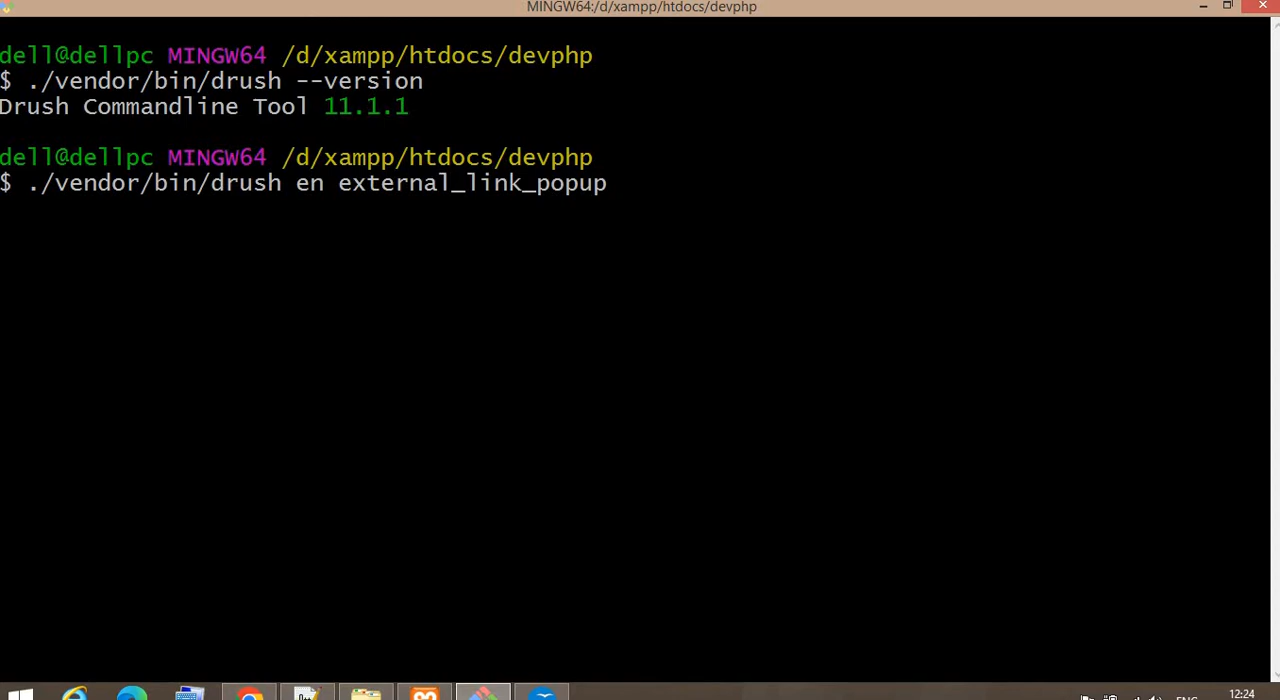 MINGW64:/d/xampp/htdocs/devphp
dell@dellpc MINGW64 /d/xampp/htdocs/devphp
$ ./vendor/bin/drush --version
Drush Commandline Tool 11.1.1
dell@dellpc MINGW64 /d/xampp/htdocs/devphp
$ ./vendor/bin/drush en external_link_popup
ENG
12:24